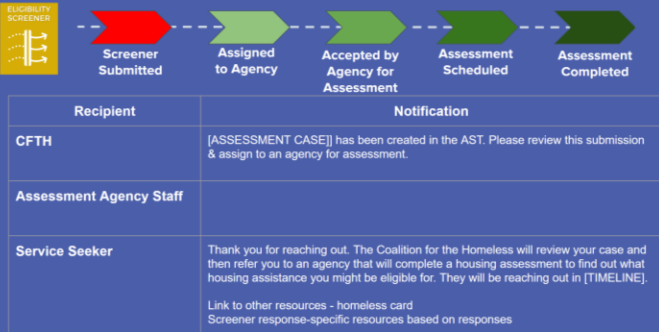 ELIGIBILITY
SCREENER
Screener
Submitted
Assigned
to Agency
Accepted by
Agency for
Assessment
Assessment
Scheduled
Assessment
Completed
Recipient
Notification
CFTH
[ASSESSMENT CASE]] has been created in the AST. Please review this submission
& assign to an agency for assessment.
Assessment Agency Staff
Service Seeker
Thank you for reaching out. The Coalition for the Homeless will review your case and
then refer you to an agency that will complete a housing assessment to find out what
housing assistance you might be eligible for. They will be reaching out in [TIMELINE].
Link to other resources - homeless card
Screener response-specific resources based on responses